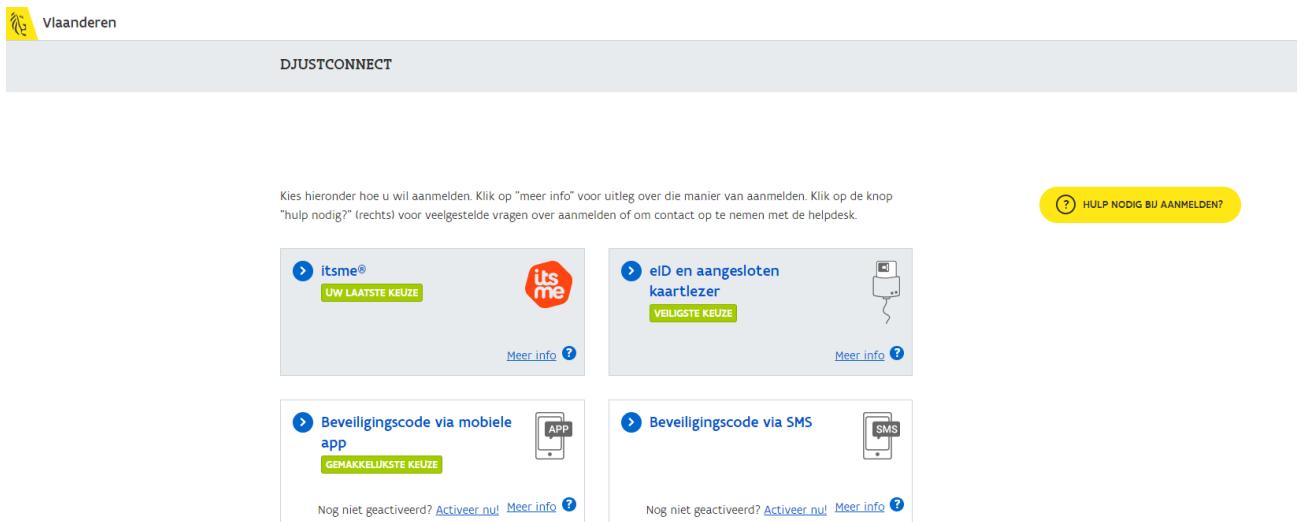 Vlaanderen
DJUSTCONNECT
Kies hieronder hoe u wil aanmelden. Klik op "meer info" voor uitleg over die manier van aanmelden. Klik op de knop
"hulp nodig?" (rechts) voor veelgestelde vragen over aanmelden of om contact op te nemen met de helpdesk.
? HULP NODIG BIJ AANMELDEN?
itsme®
UW LAATSTE KEUZE
its
me
Meer info ?
eID en aangesloten
kaartlezer
VEILIGSTE KEUZE
Meer info ?
Beveiligingscode via mobiele
app
GEMAKKELIJKSTE KEUZE
APP
Nog niet geactiveerd? Activeer nu! Meer info ?
Beveiligingscode via SMS
SMS
Nog niet geactiveerd? Activeer nu! Meer info ?